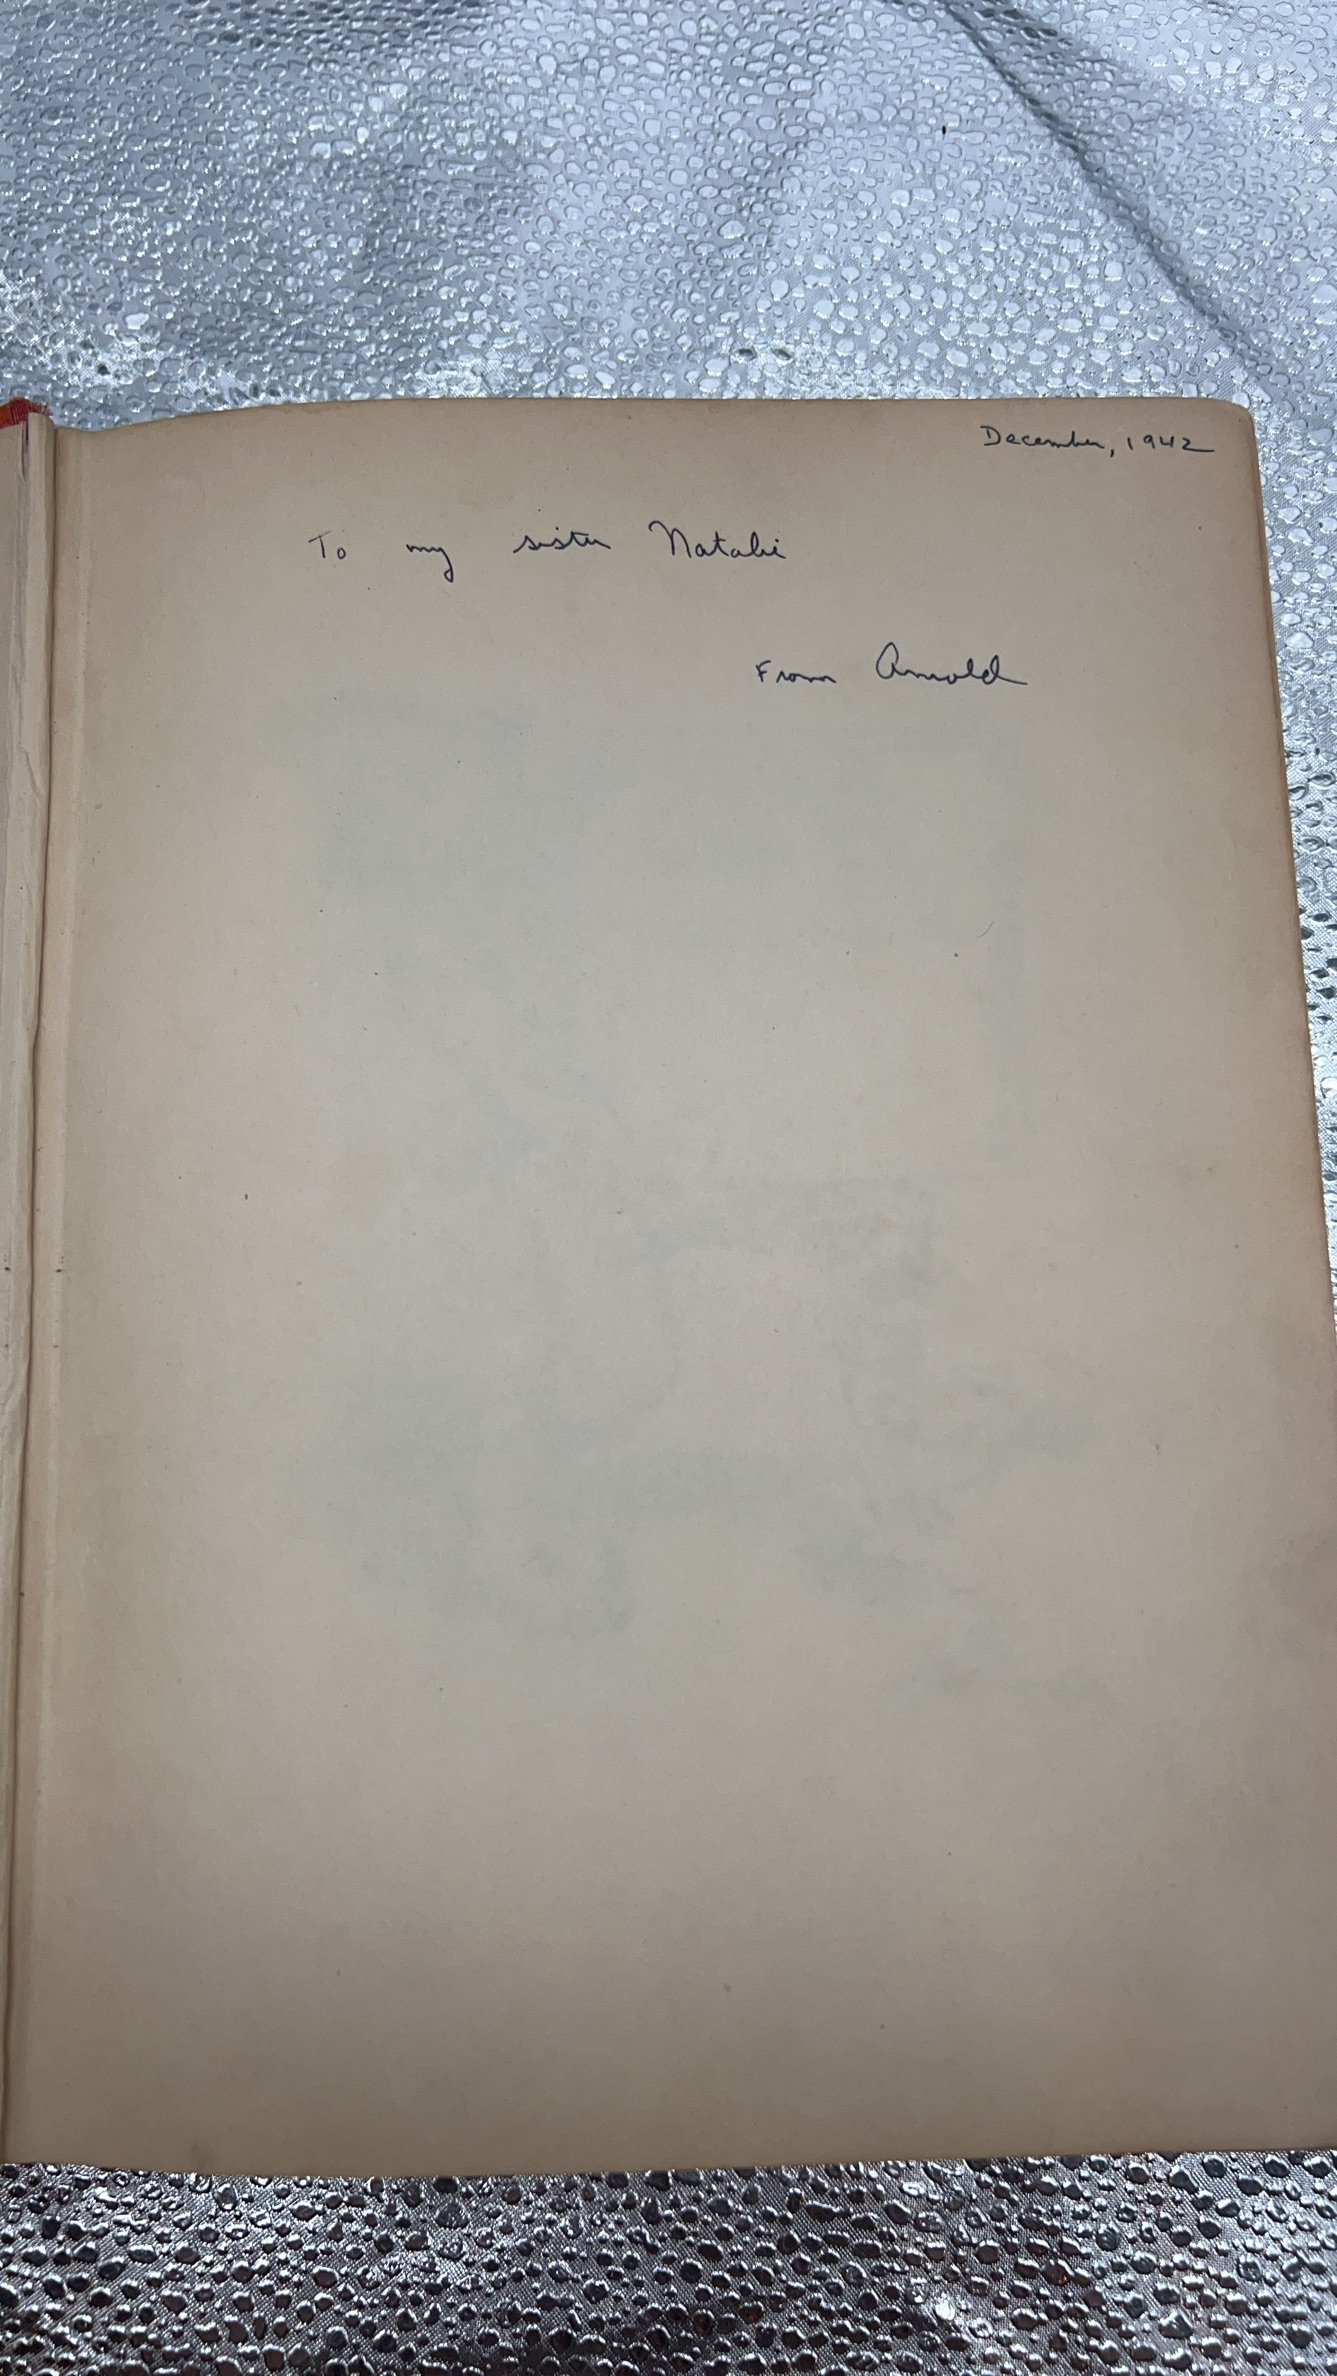 December, 1942
To my sister Natalie
From Arnold